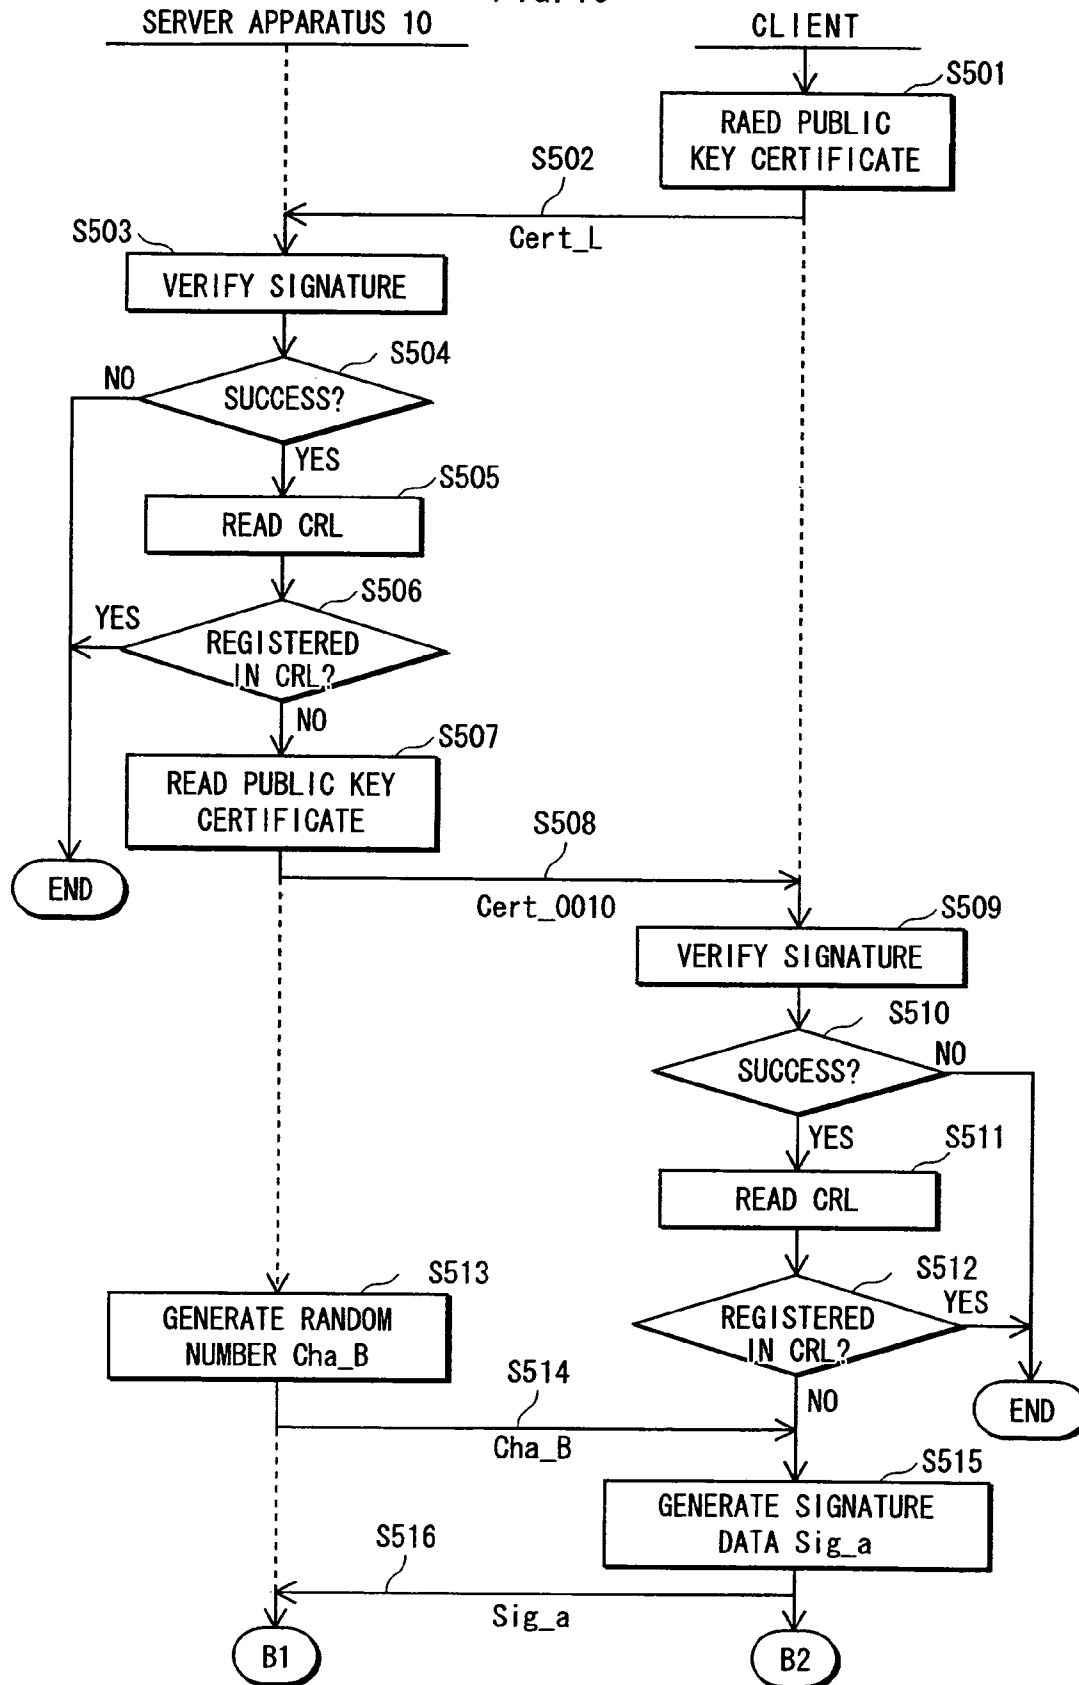 SERVER APPARATUS 10
CLIENT
S501
RAED PUBLIC
KEY CERTIFICATE
S502
Cert_L
S503
VERIFY SIGNATURE
S504
NO
SUCCESS?
YES
S505
READ CRL
S506
YES
REGISTERED
IN CRL?
NO
S507
READ PUBLIC KEY
CERTIFICATE
S508
END
Cert_0010
S509
VERIFY SIGNATURE
S510
NO
SUCCESS?
YES
S511
READ CRL
S513
S512
GENERATE RANDOM
NUMBER Cha_B
YES
REGISTERED
IN CRL?
S514
NO
END
Cha_B
S515
GENERATE SIGNATURE
DATA Sig_a
S516
Sig_a
B1
B2